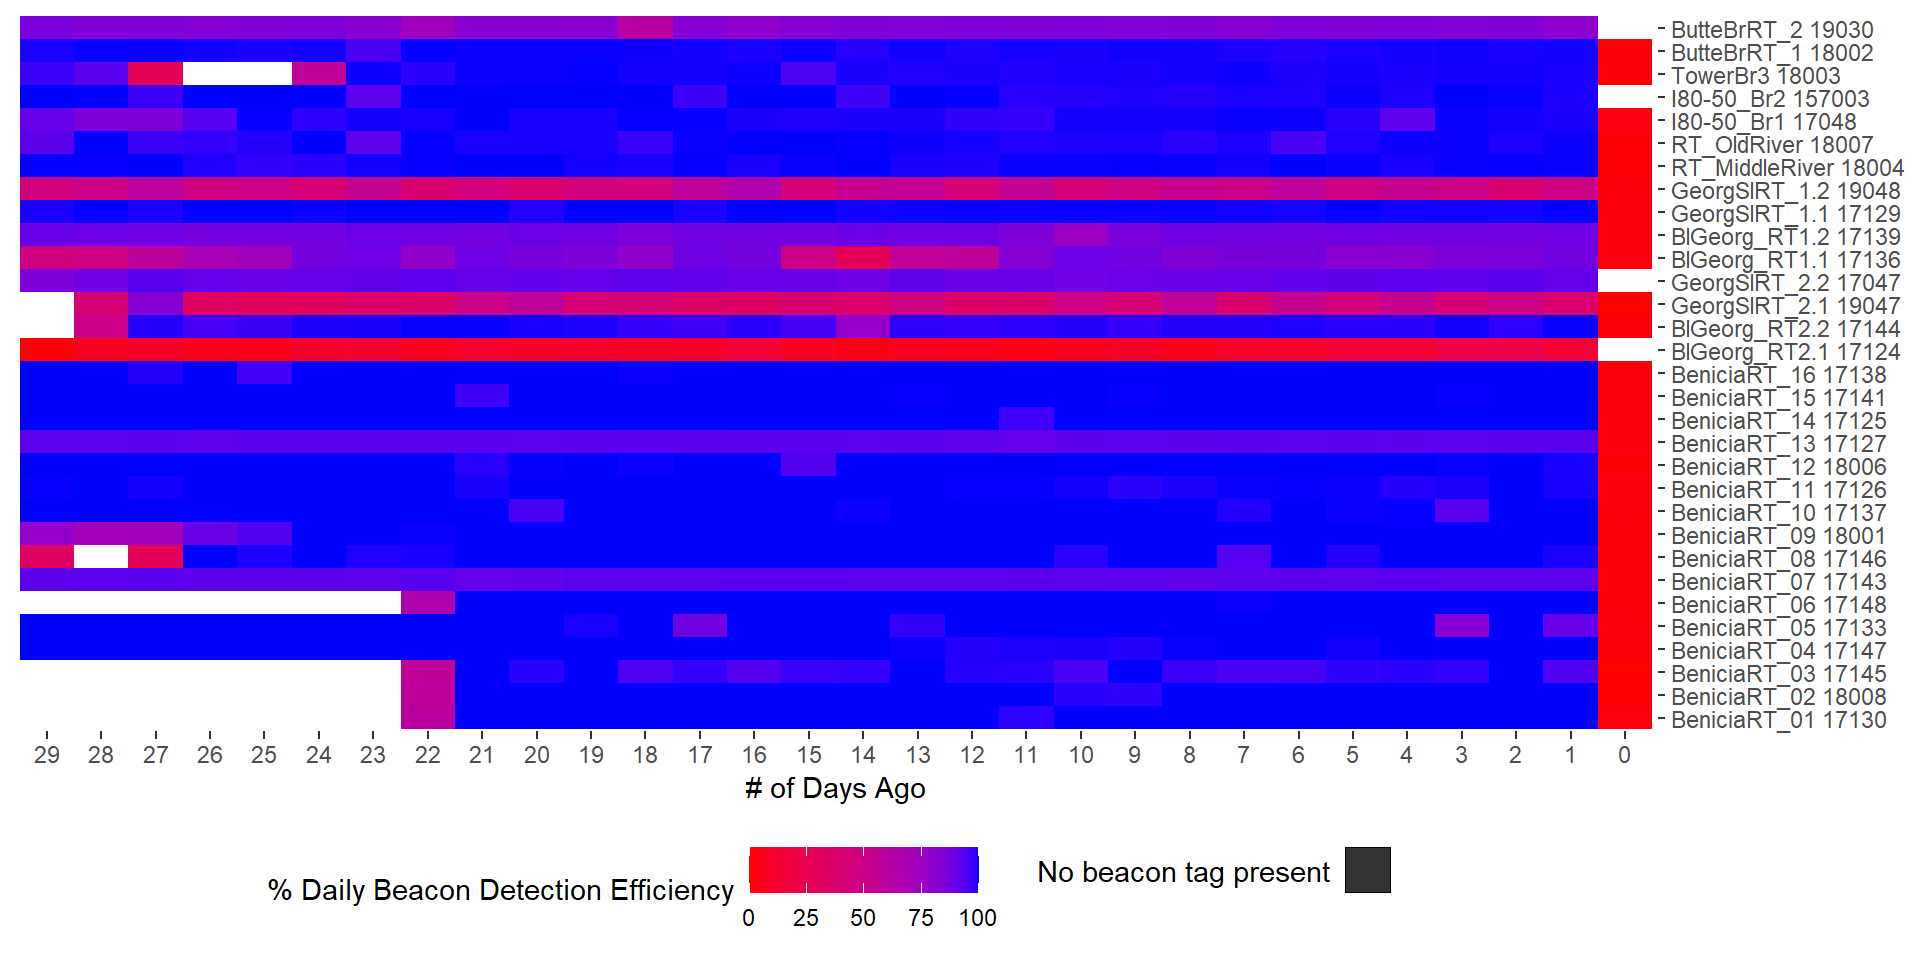 ButteBrRT_2 19030
ButteBrRT_1 18002
TowerBr3 18003
I80-50_Br2 157003
I80-50_Br1 17048
RT_OldRiver 18007
RT_MiddleRiver 18004
GeorgSlRT_1.2 19048
GeorgSlRT_1.1 17129
BlGeorg_RT1.2 17139
BlGeorg_RT1.1 17136
GeorgSlRT_2.2 17047
GeorgSlRT_2.1 19047
BlGeorg_RT2.2 17144
BlGeorg_RT2.1 17124
BeniciaRT_16 17138
BeniciaRT_15 17141
BeniciaRT_14 17125
BeniciaRT_13 17127
BeniciaRT_12 18006
BeniciaRT_11 17126
BeniciaRT_10 17137
BeniciaRT_09 18001
BeniciaRT_08 17146
BeniciaRT_07 17143
BeniciaRT_06 17148
BeniciaRT_05 17133
BeniciaRT_04 17147
BeniciaRT_03 17145
BeniciaRT_02 18008
BeniciaRT_01 17130
29 28 27 26 25 24 23 22 21 20 19 18 17 16 15 14 13 12 11 10 9 8 7 6 5 4 3 2 1 0
# of Days Ago
% Daily Beacon Detection Efficiency
0 25 50 75 100
No beacon tag present